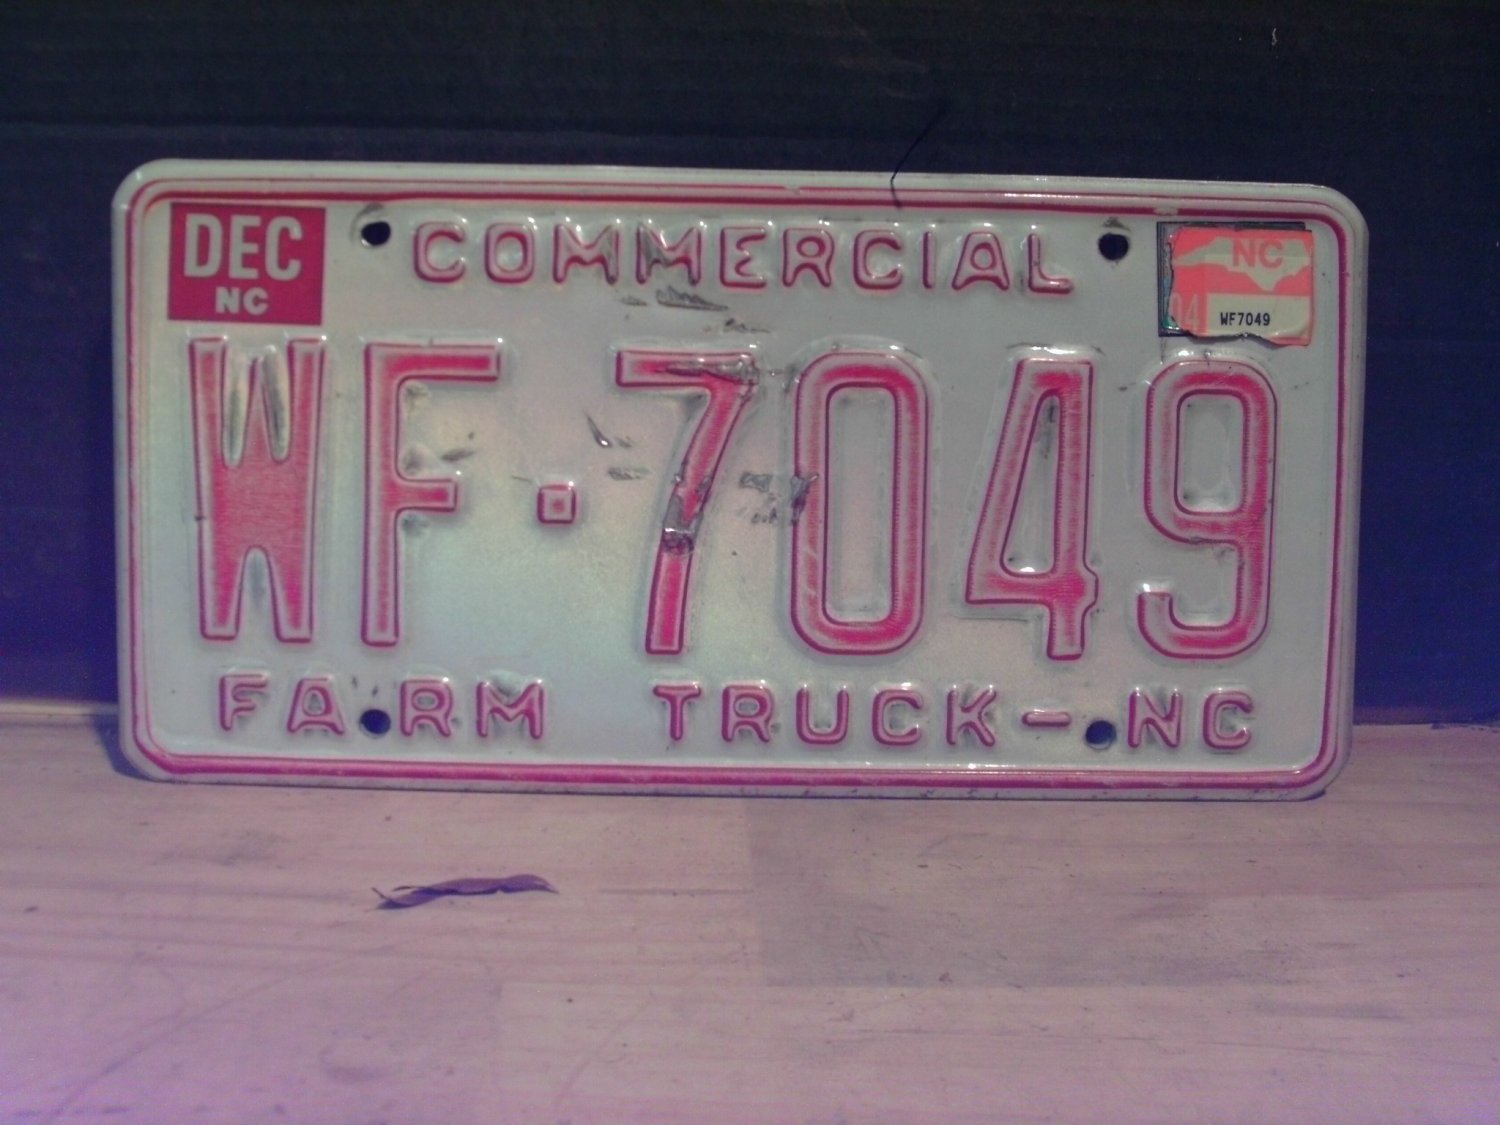 DEC
NC
COMMERCIAL
NC
04
WF7049
WF·7049
FARM TRUCK-NC